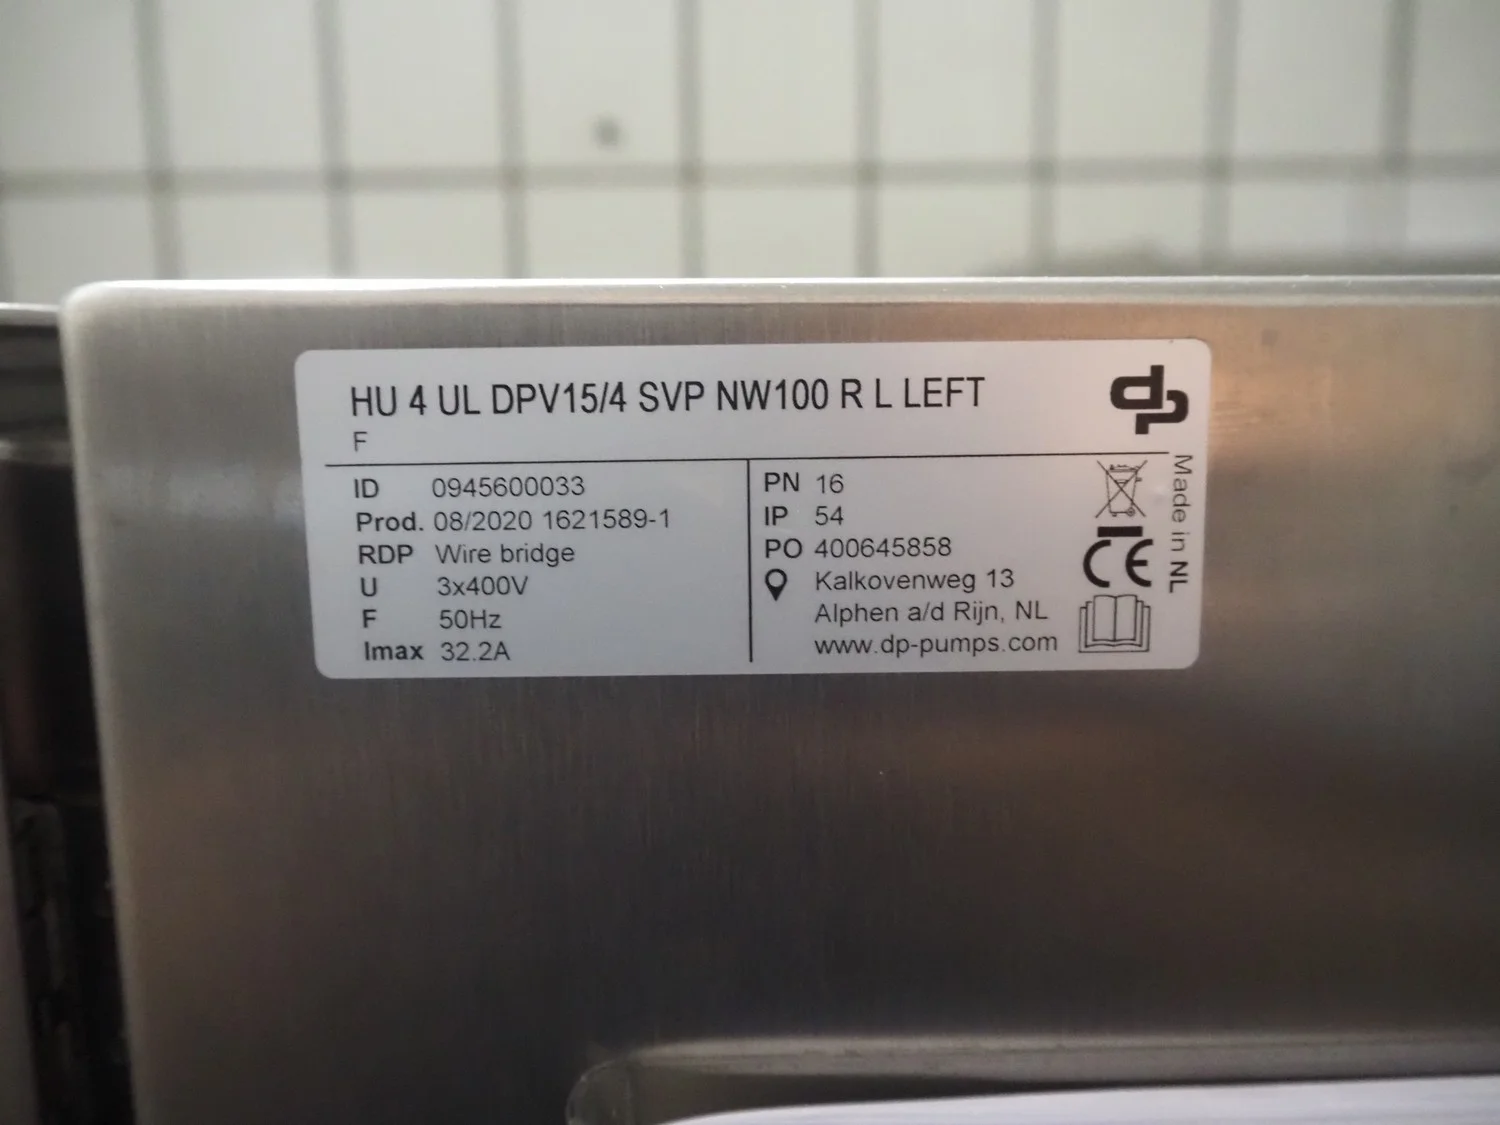 HU 4 UL DPV15/4 SVP NW100 R L LEFT
F
dp
ID 0945600033
Prod. 08/2020 1621589-1
RDP Wire bridge
U 3x400V
F 50Hz
Imax 32.2A
PN 16
IP 54
PO 400645858
Kalkovenweg 13
Alphen a/d Rijn, NL
www.dp-pumps.com
CE
Made in NL